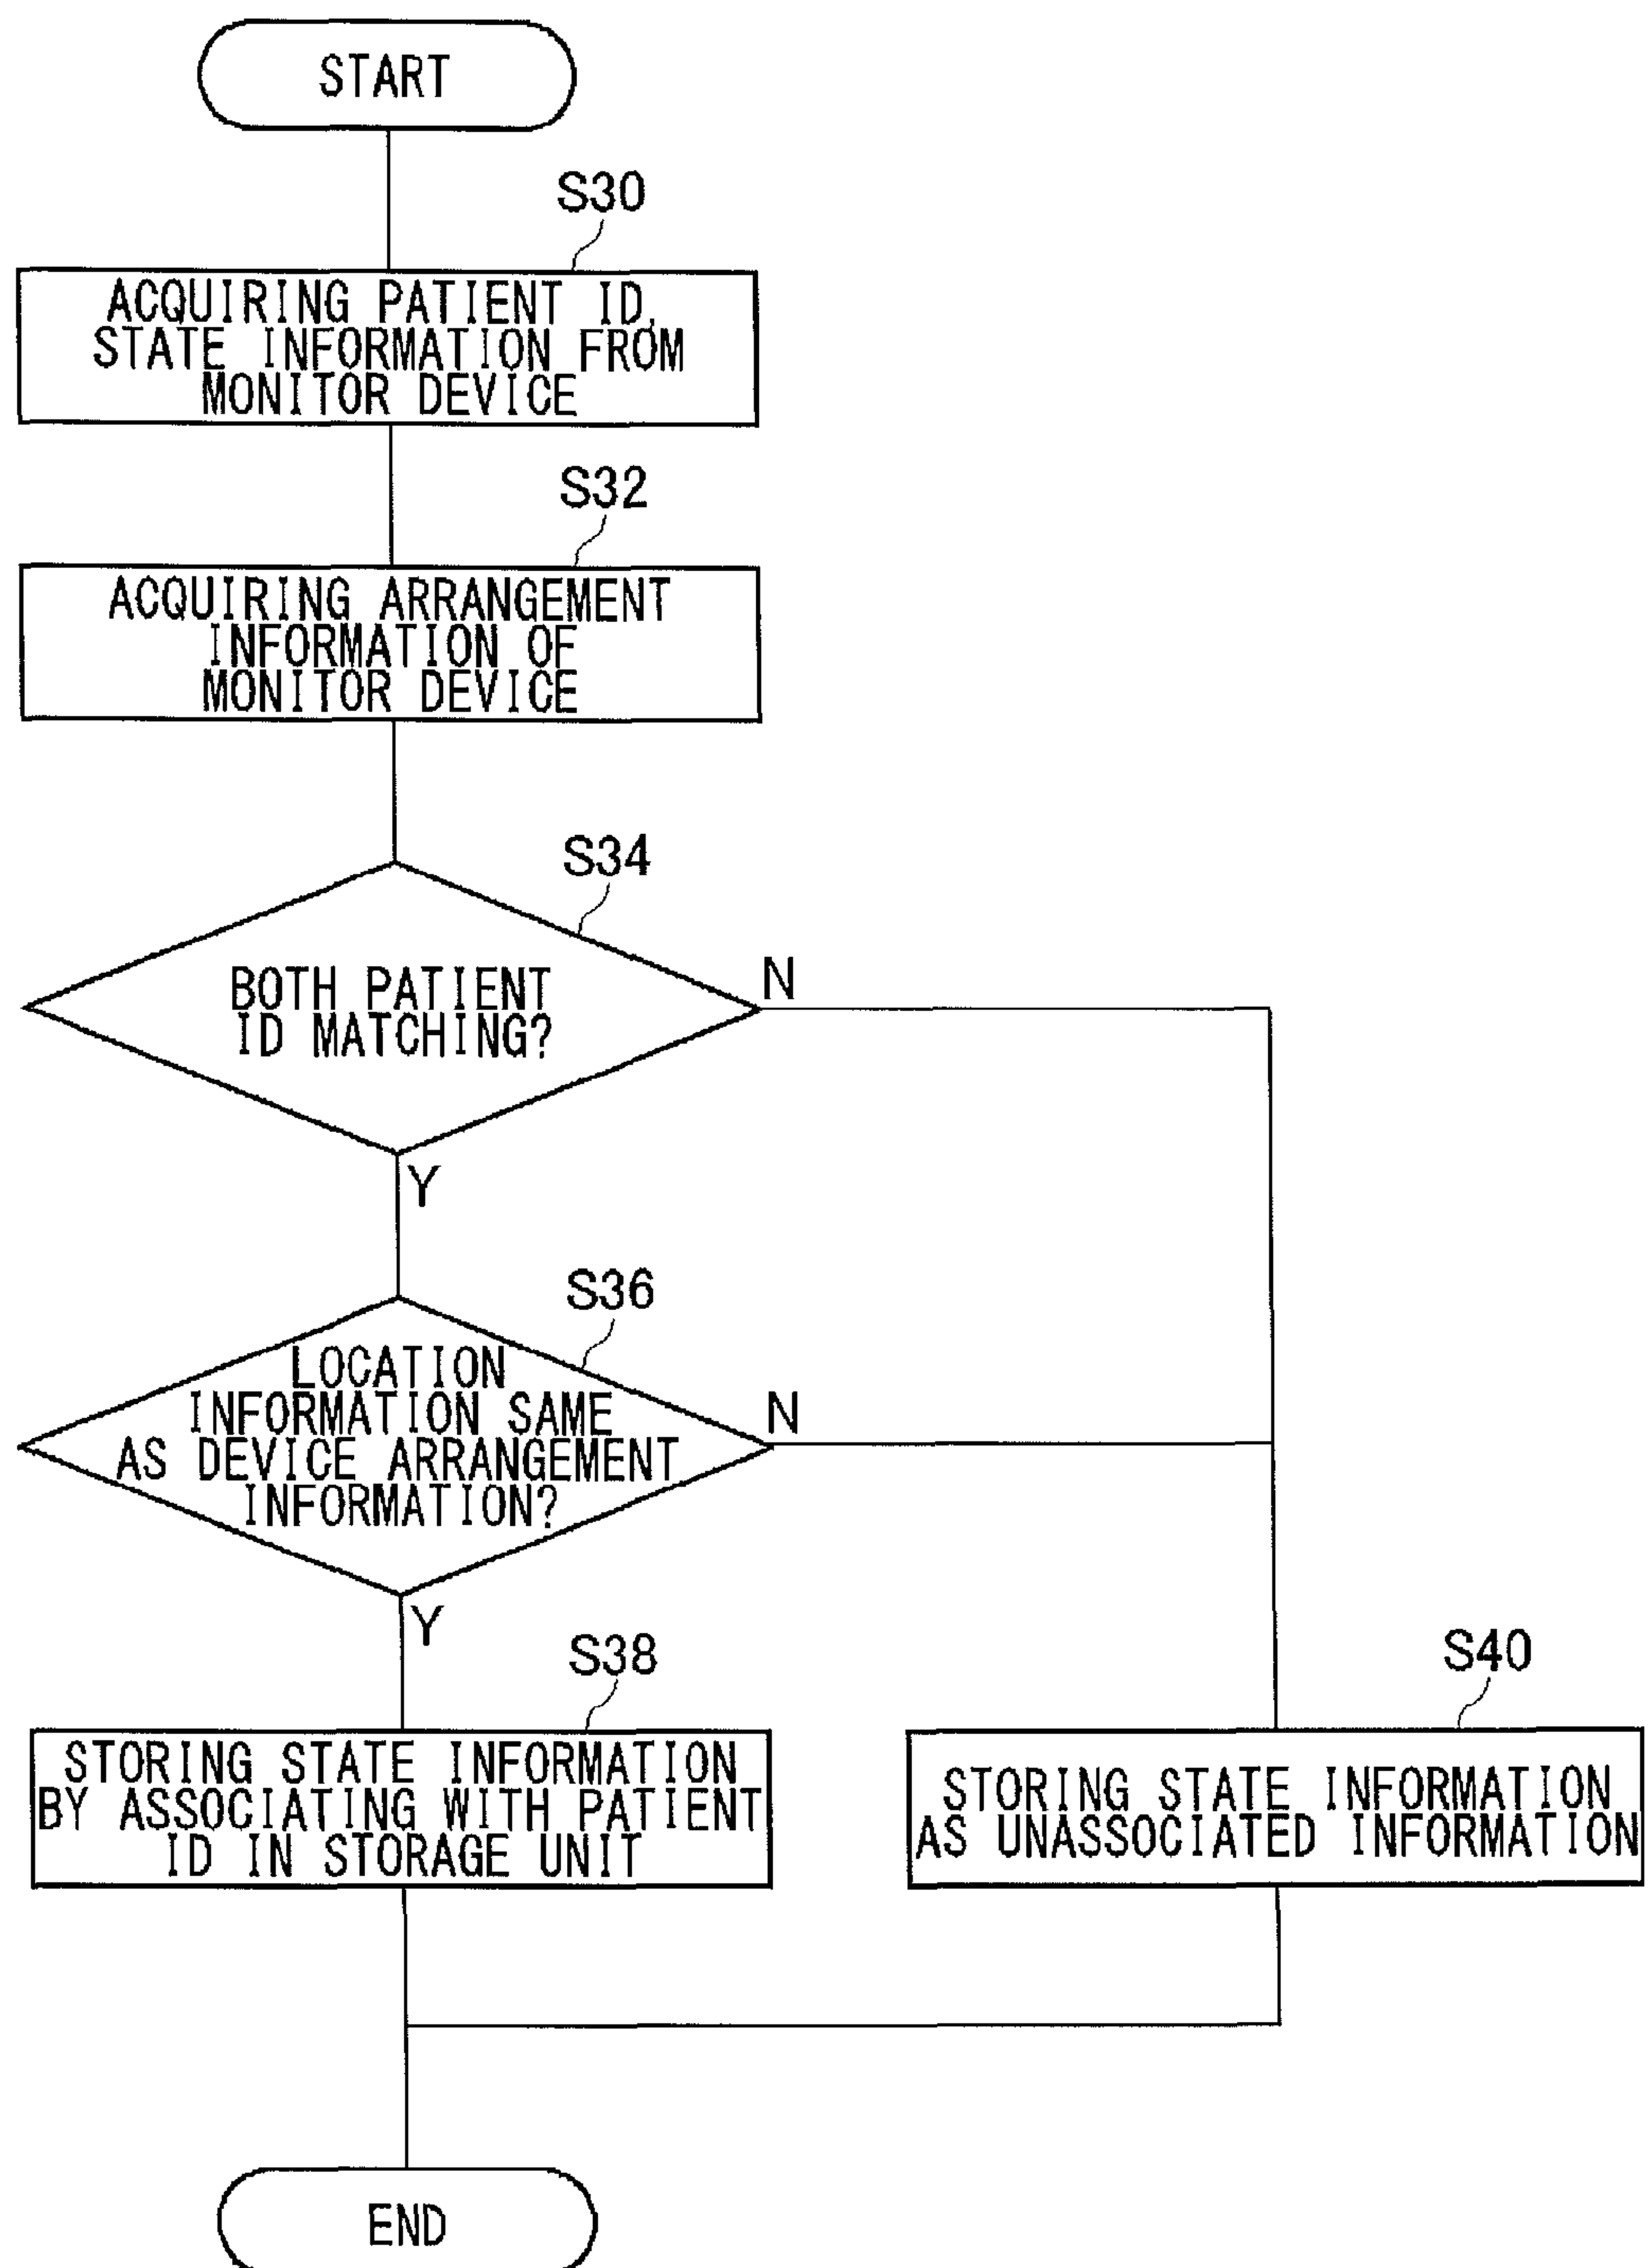 START
S30
ACQUIRING PATIENT ID,
STATE INFORMATION FROM
MONITOR DEVICE
S32
ACQUIRING ARRANGEMENT
INFORMATION OF
MONITOR DEVICE
S34
BOTH PATIENT
ID MATCHING?
N
Y
S36
LOCATION
INFORMATION SAME
AS DEVICE ARRANGEMENT
INFORMATION?
N
Y
S38
STORING STATE INFORMATION
BY ASSOCIATING WITH PATIENT
ID IN STORAGE UNIT
S40
STORING STATE INFORMATION
AS UNASSOCIATED INFORMATION
END